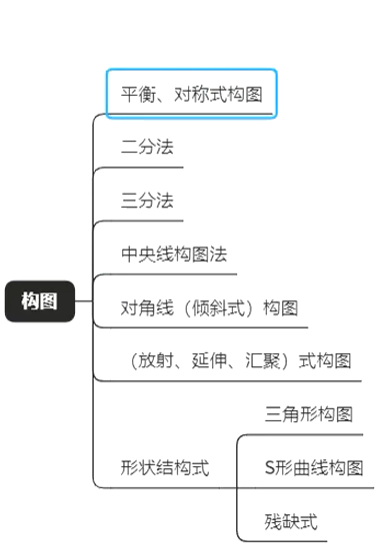 平衡、对称式构图
二分法
三分法
中央线构图法
构图
对角线（倾斜式）构图
（放射、延伸、汇聚）式构图
三角形构图
形状结构式
S形曲线构图
残缺式